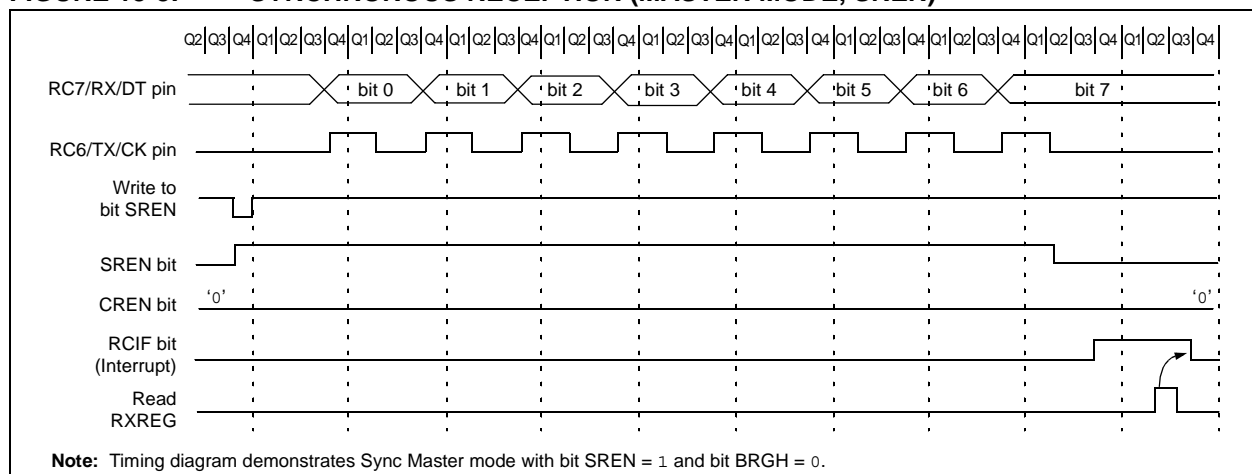 FIGURE SYNCHRONOUS RECEPTION (MASTER MODE, SREN)
Q2 Q3 Q4 Q1 Q2 Q3 Q4 Q1 Q2 Q3 Q4 Q1 Q2 Q3 Q4 Q1 Q2 Q3 Q4 Q1 Q2 Q3 Q4 Q1 Q2 Q3 Q4 Q1 Q2 Q3 Q4 Q1 Q2 Q3 Q4 Q1 Q2 Q3 Q4 Q1 Q2 Q3 Q4
RC7/RX/DT pin bit 0 bit 1 bit 2 bit 3 bit 4 bit 5 bit 6 bit 7
RC6/TX/CK pin
Write to
bit SREN
SREN bit
CREN bit ‘0’ ‘0’
RCIF bit
(Interrupt)
Read
RXREG
Note: Timing diagram demonstrates Sync Master mode with bit SREN = 1 and bit BRGH = 0.